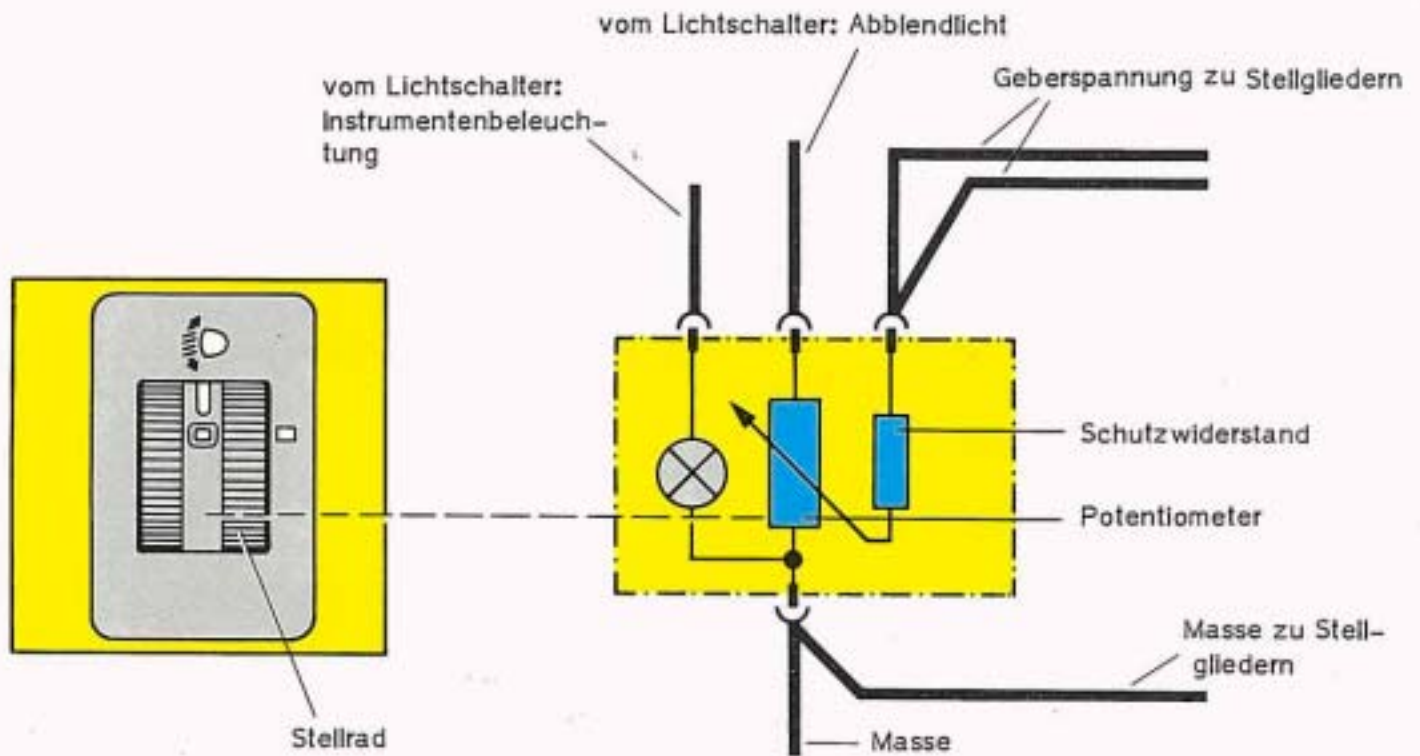 vom Lichtschalter: Abblendlicht
vom Lichtschalter:
Instrumentenbeleuch-
tung
Geberspannung zu Stellgliedern
Schutzwiderstand
Potentiometer
Masse zu Stell-
gliedern
Stellrad
Masse